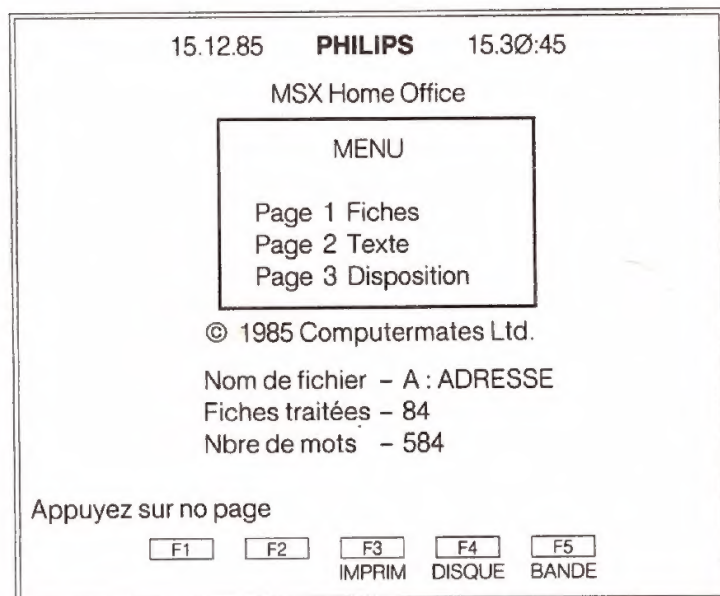 15.12.85 PHILIPS 15.3Ø:45
MSX Home Office
MENU
Page 1 Fiches
Page 2 Texte
Page 3 Disposition
© 1985 Computermates Ltd.
Nom de fichier – A : ADRESSE
Fiches traitées – 84
Nbre de mots – 584
Appuyez sur no page
F1 F2 F3 F4 F5
IMPRIM DISQUE BANDE